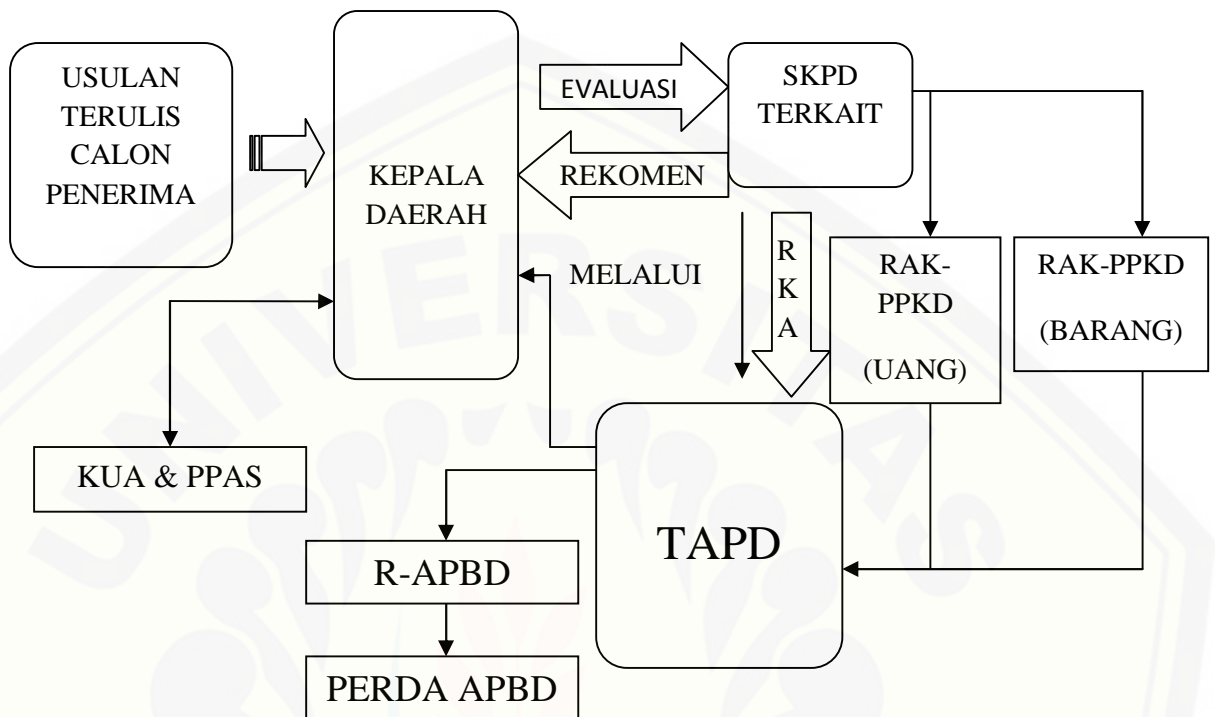 USULAN
TERULIS
CALON
PENERIMA
KEPALA
DAERAH
EVALUASI
REKOMEN
SKPD
TERKAIT
MELALUI
R
K
A
RAK-
PPKD
(UANG)
RAK-PPKD
(BARANG)
KUA & PPAS
TAPD
R-APBD
PERDA APBD
UNIVERSITAS